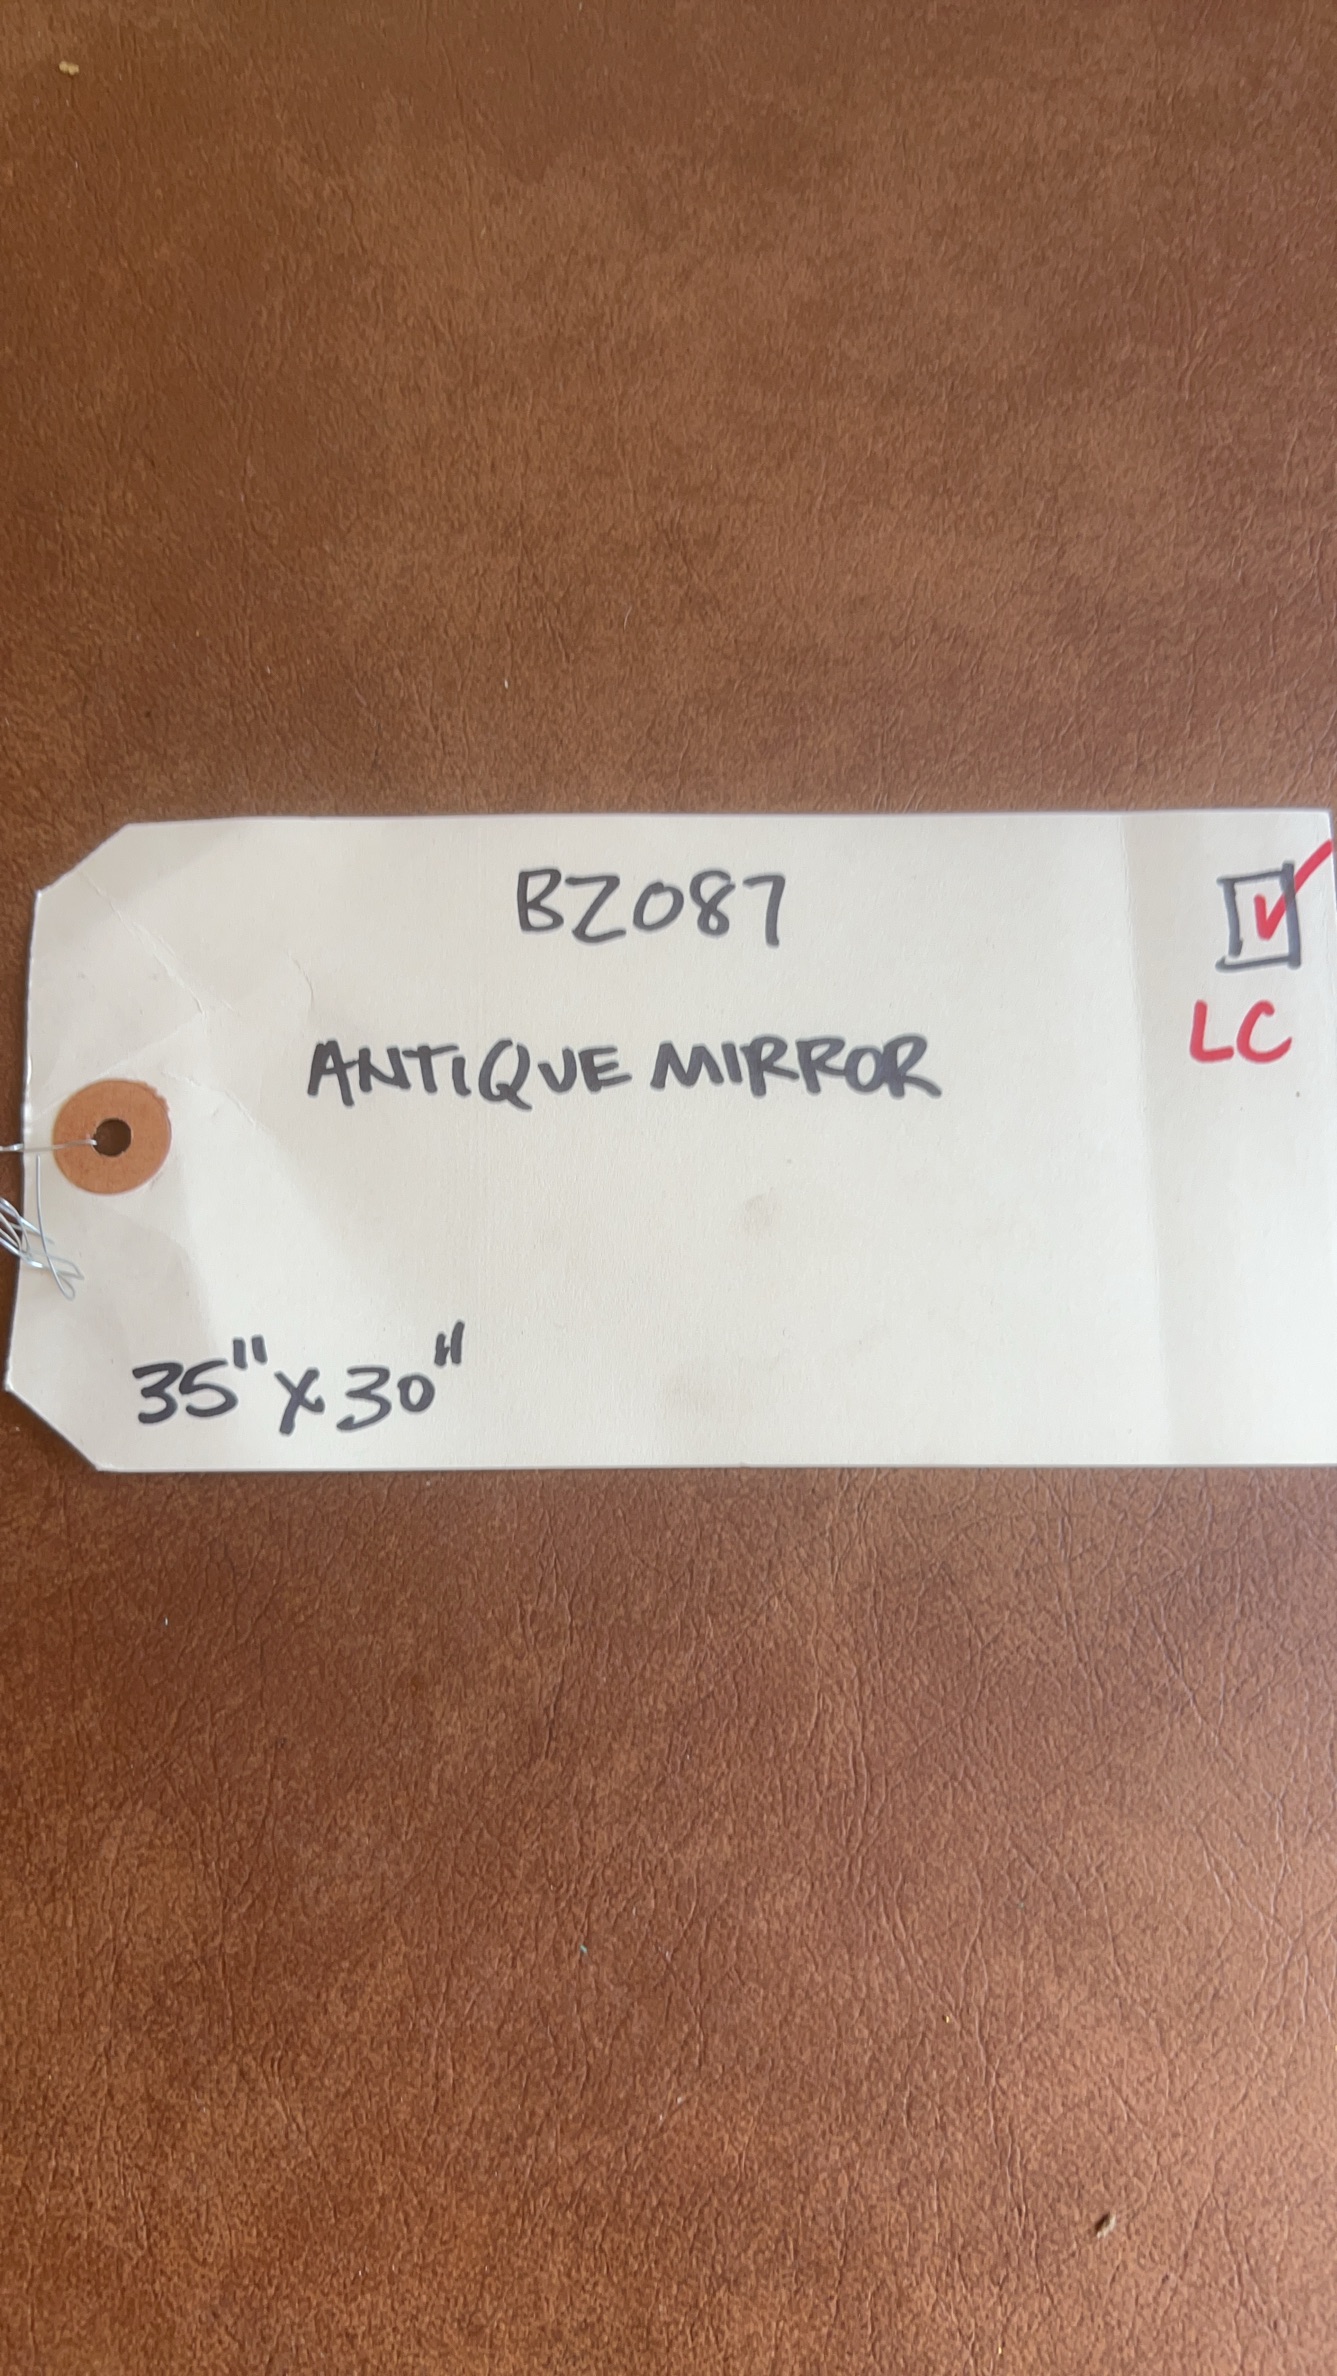 BZ087
LC
ANTIQUE MIRROR
35" x 30"